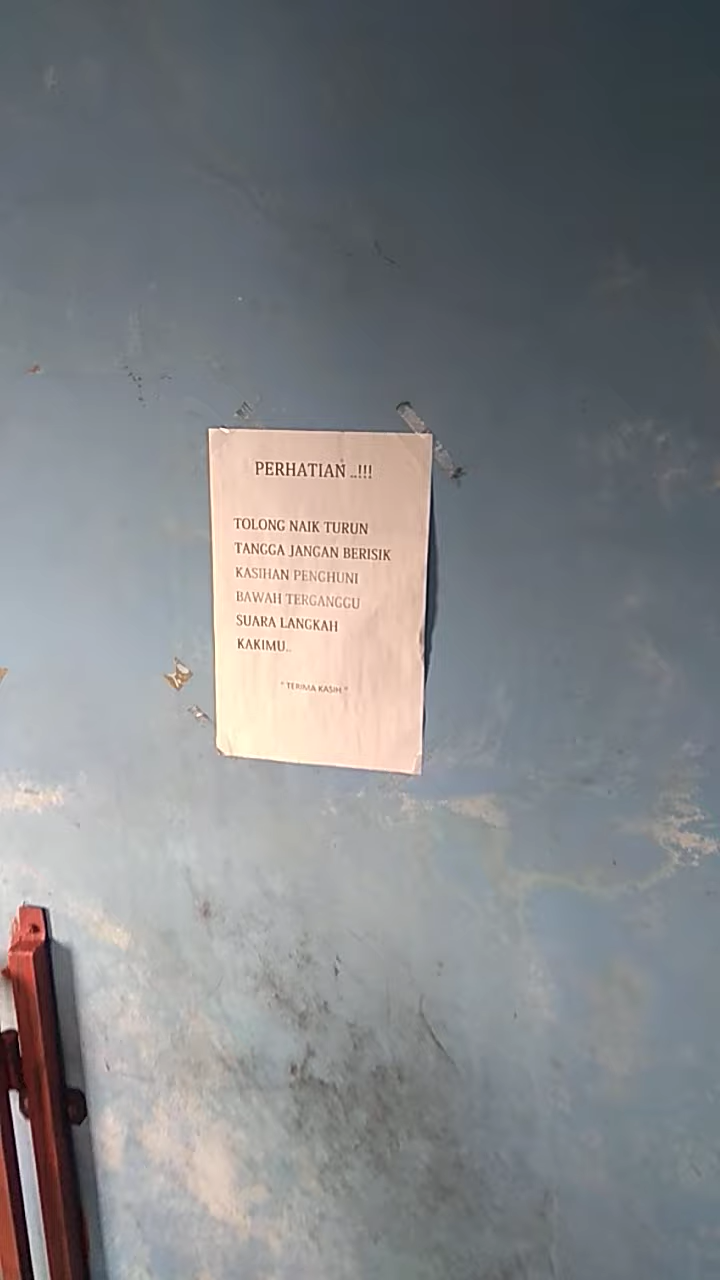 PERHATIAN ..!!!
TOLONG NAIK TURUN
TANGGA JANGAN BERISIK
KASIHAN PENGHUNI
BAWAH TERGANGGU
SUARA LANGKAH
KAKIMU..
" TERIMA KASIH "